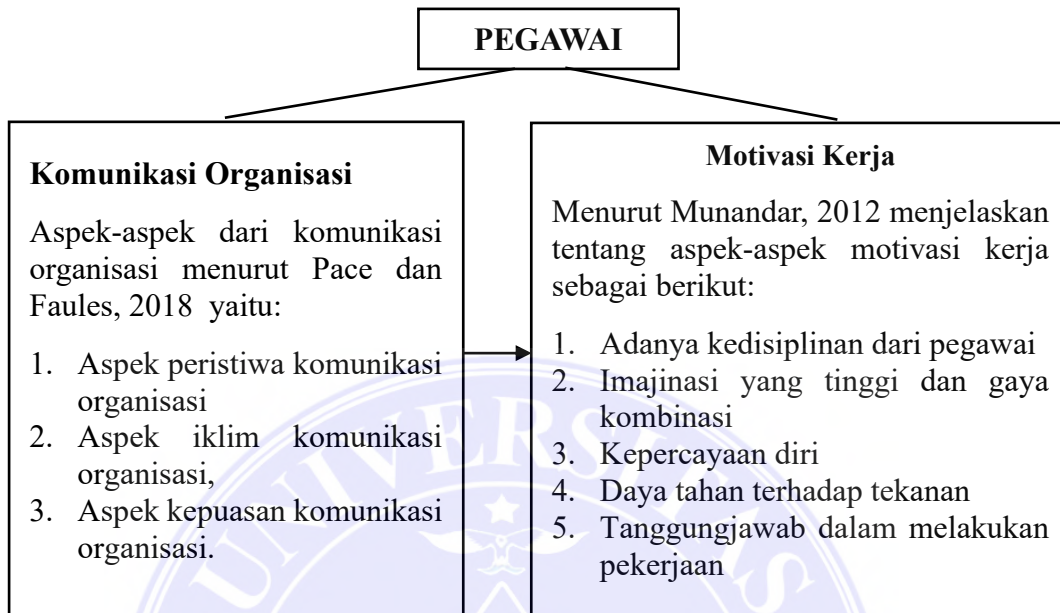 PEGAWAI
Komunikasi Organisasi
Aspek-aspek dari komunikasi
organisasi menurut Pace dan
Faules, 2018 yaitu:
1. Aspek peristiwa komunikasi
organisasi
2. Aspek iklim komunikasi
organisasi,
3. Aspek kepuasan komunikasi
organisasi.
Motivasi Kerja
Menurut Munandar, 2012 menjelaskan
tentang aspek-aspek motivasi kerja
sebagai berikut:
1. Adanya kedisiplinan dari pegawai
2. Imajinasi yang tinggi dan gaya
kombinasi
3. Kepercayaan diri
4. Daya tahan terhadap tekanan
5. Tanggungjawab dalam melakukan
pekerjaan
UNIVERSITAS